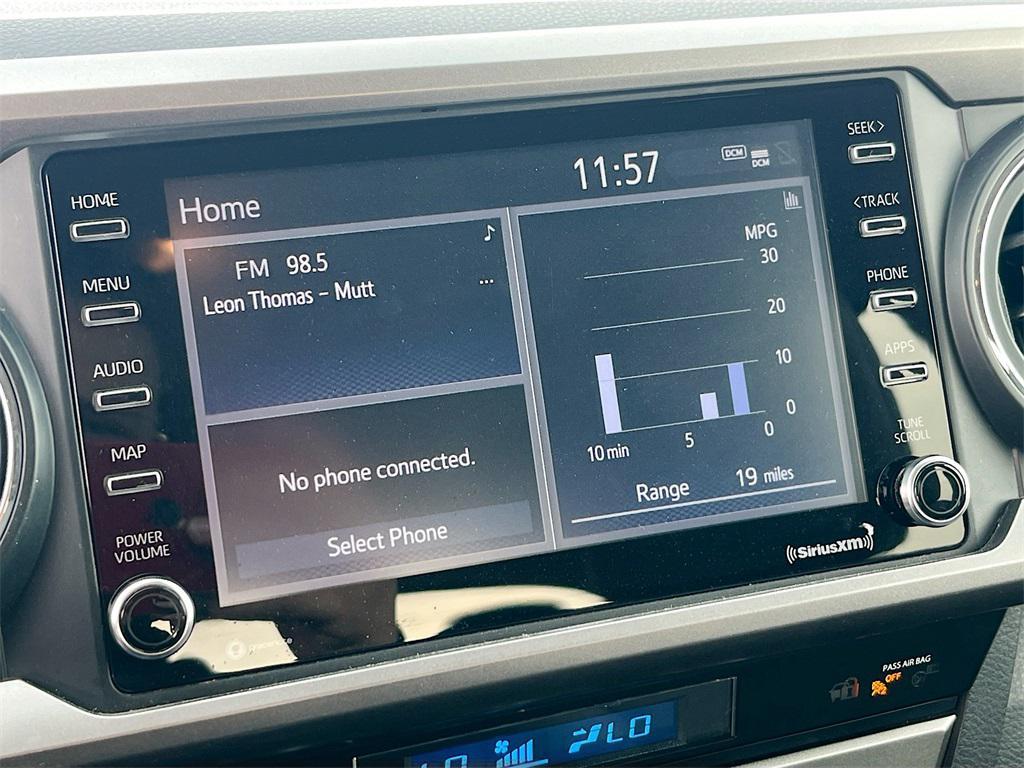 SEEK>
DCM
DCM
11:57
HOME
Home
<TRACK
MPG
30
FM 98.5
Leon Thomas - Mutt
...
MENU
PHONE
20
10
APPS
AUDIO
0
10 min
5
0
TUNE
SCROLL
MAP
No phone connected.
Range 19 miles
Select Phone
POWER
VOLUME
SiriusXM
gracenote
PASS AIR BAG
OFF
LO
LO